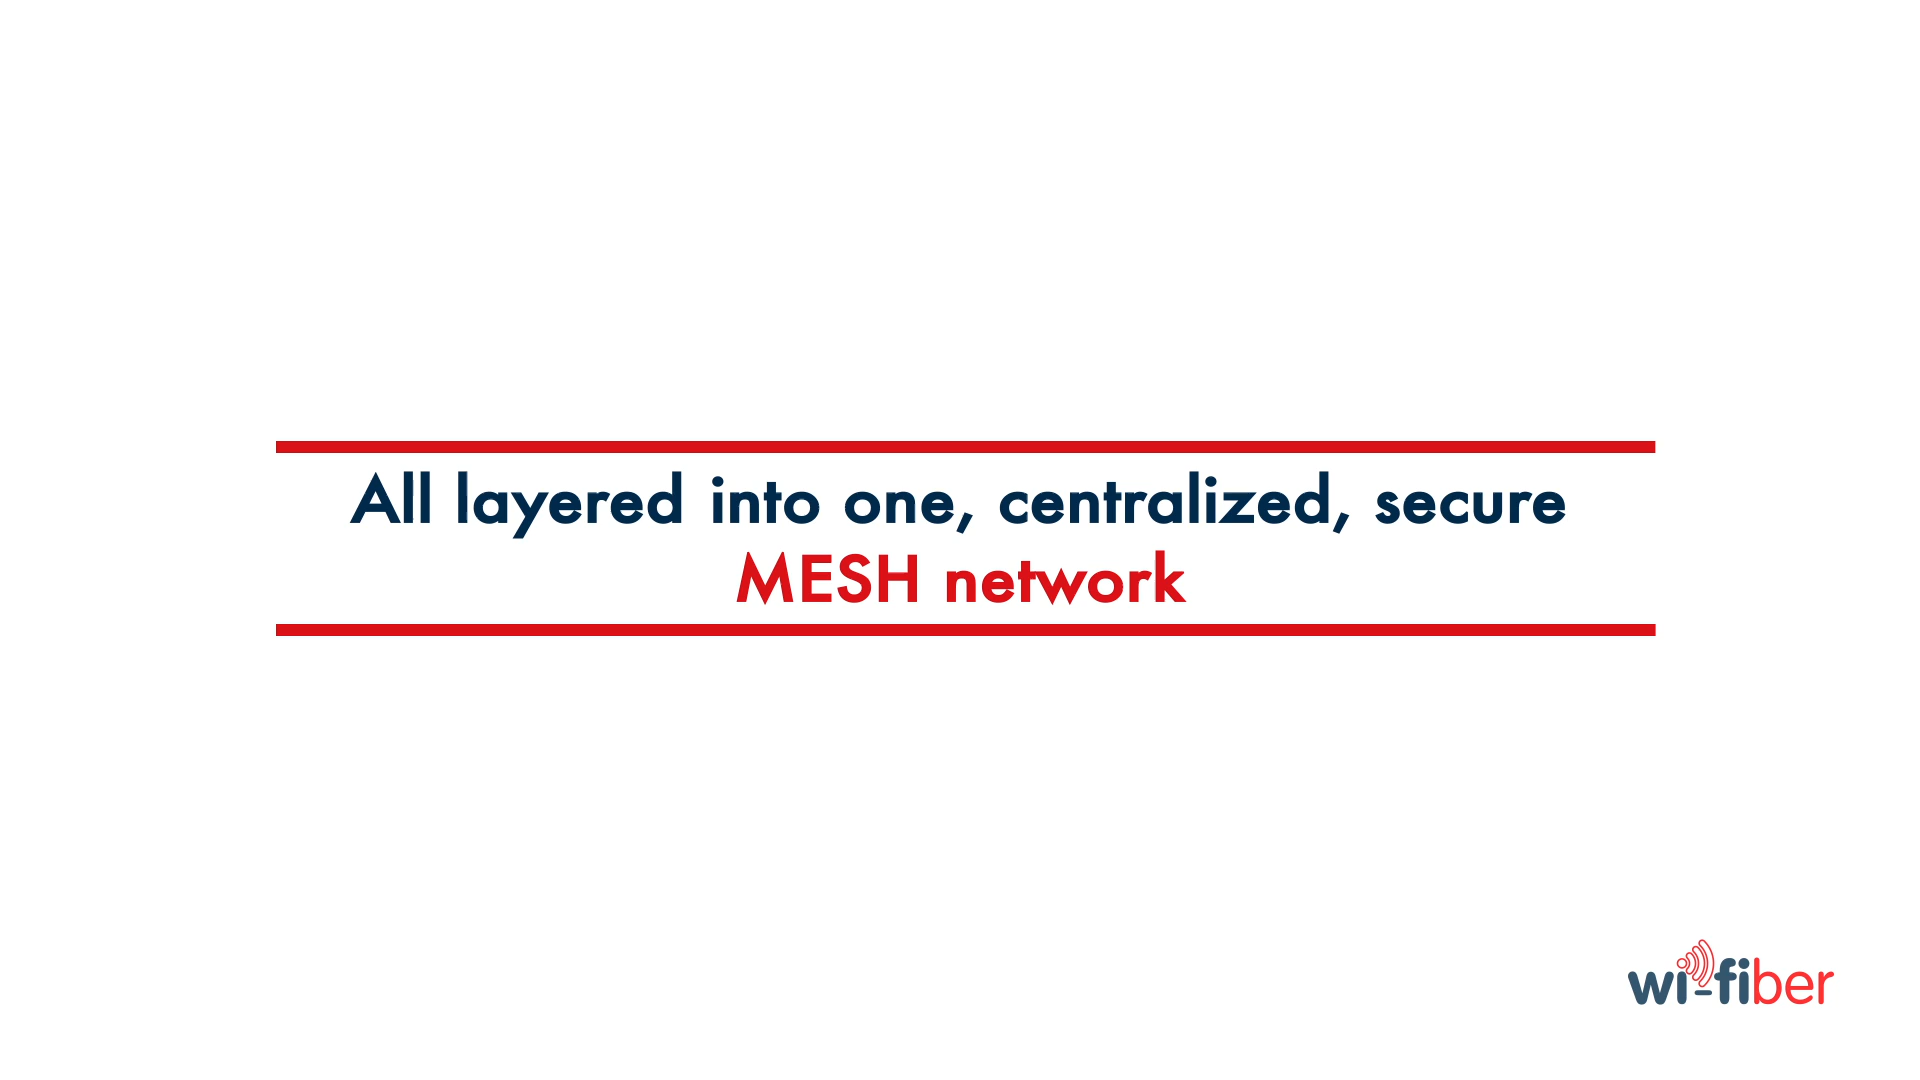 All layered into one, centralized, secure
MESH network
wi-fiber